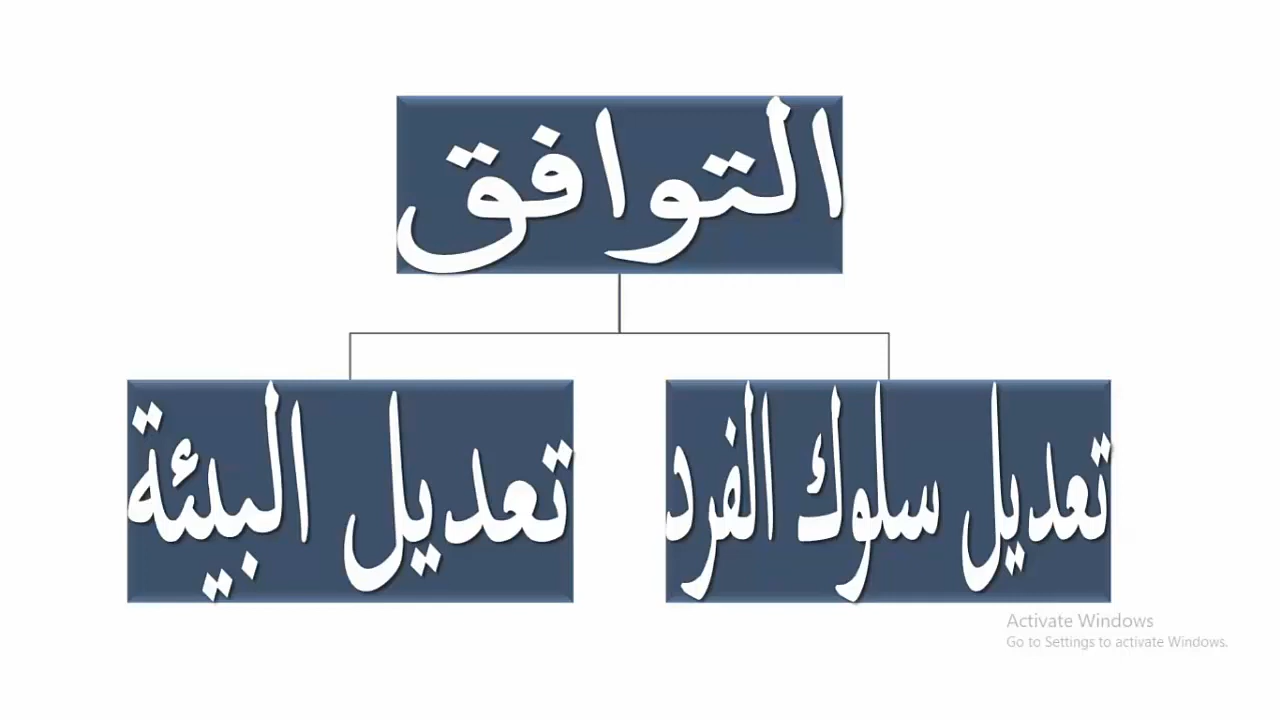 التوافق
تعديل سلوك الفرد
تعديل البيئة
Activate Windows
Go to Settings to activate Windows.